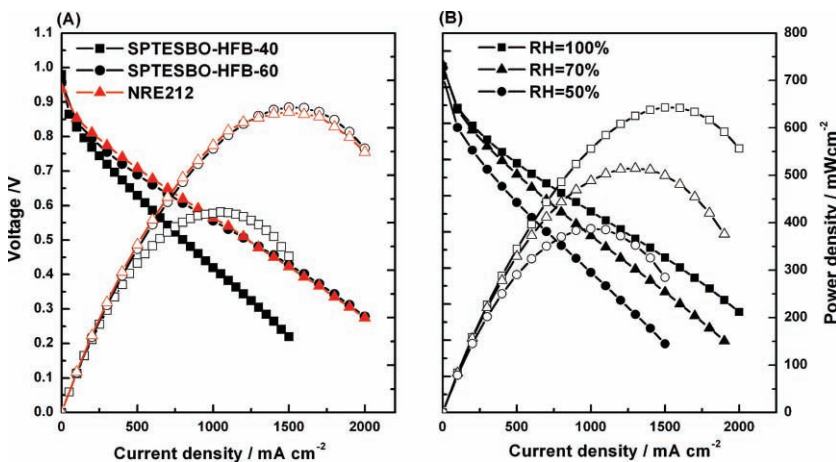 (A)
(B)
1.1
1.0
0.9
0.8
0.7
0.6
0.5
0.4
0.3
0.2
0.1
0.0
Voltage /V
SPTESBO-HFB-40
SPTESBO-HFB-60
NRE212
0 500 1000 1500 2000
Current density / mA cm-2
RH=100%
RH=70%
RH=50%
0 500 1000 1500 2000
Current density / mA cm-2
800
700
600
500
400
300
200
100
0
Power density / mWcm-2